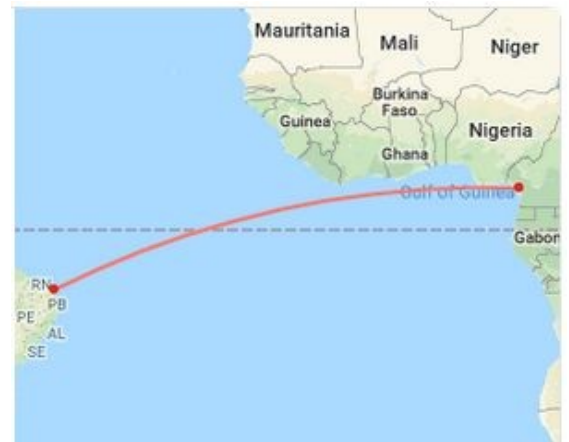 Mauritania
Mali
Niger
Burkina
Faso
Guinea
Nigeria
Ghana
Gulf of Guinea
Gabon
RN
PB
PE
AL
SE